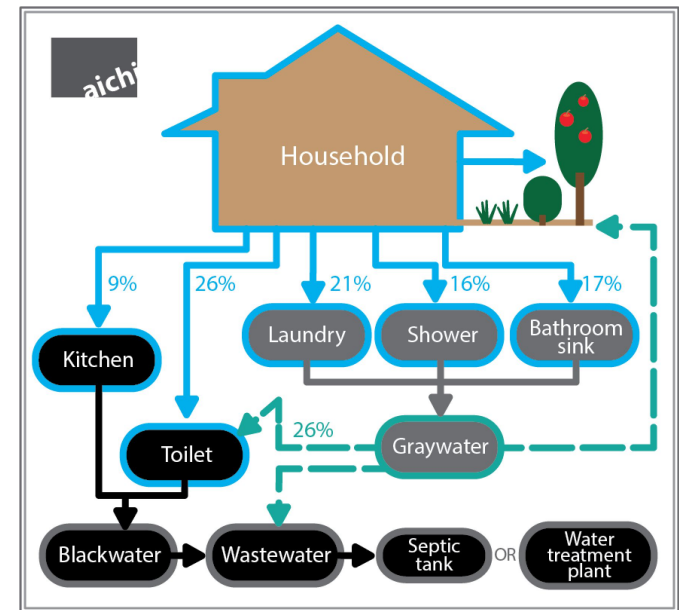 aichi
Household
9%
26%
21%
16%
17%
Kitchen
Laundry
Shower
Bathroom
sink
Toilet
26%
Graywater
Blackwater
Wastewater
Septic
tank
OR
Water
treatment
plant